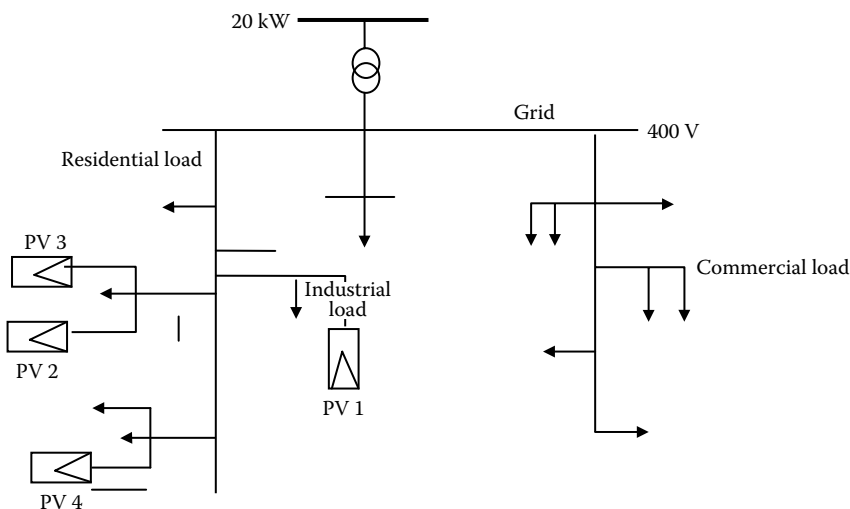 20 kW
Grid
400 V
Residential load
PV 3
Commercial load
Industrial
load
PV 2
PV 1
PV 4